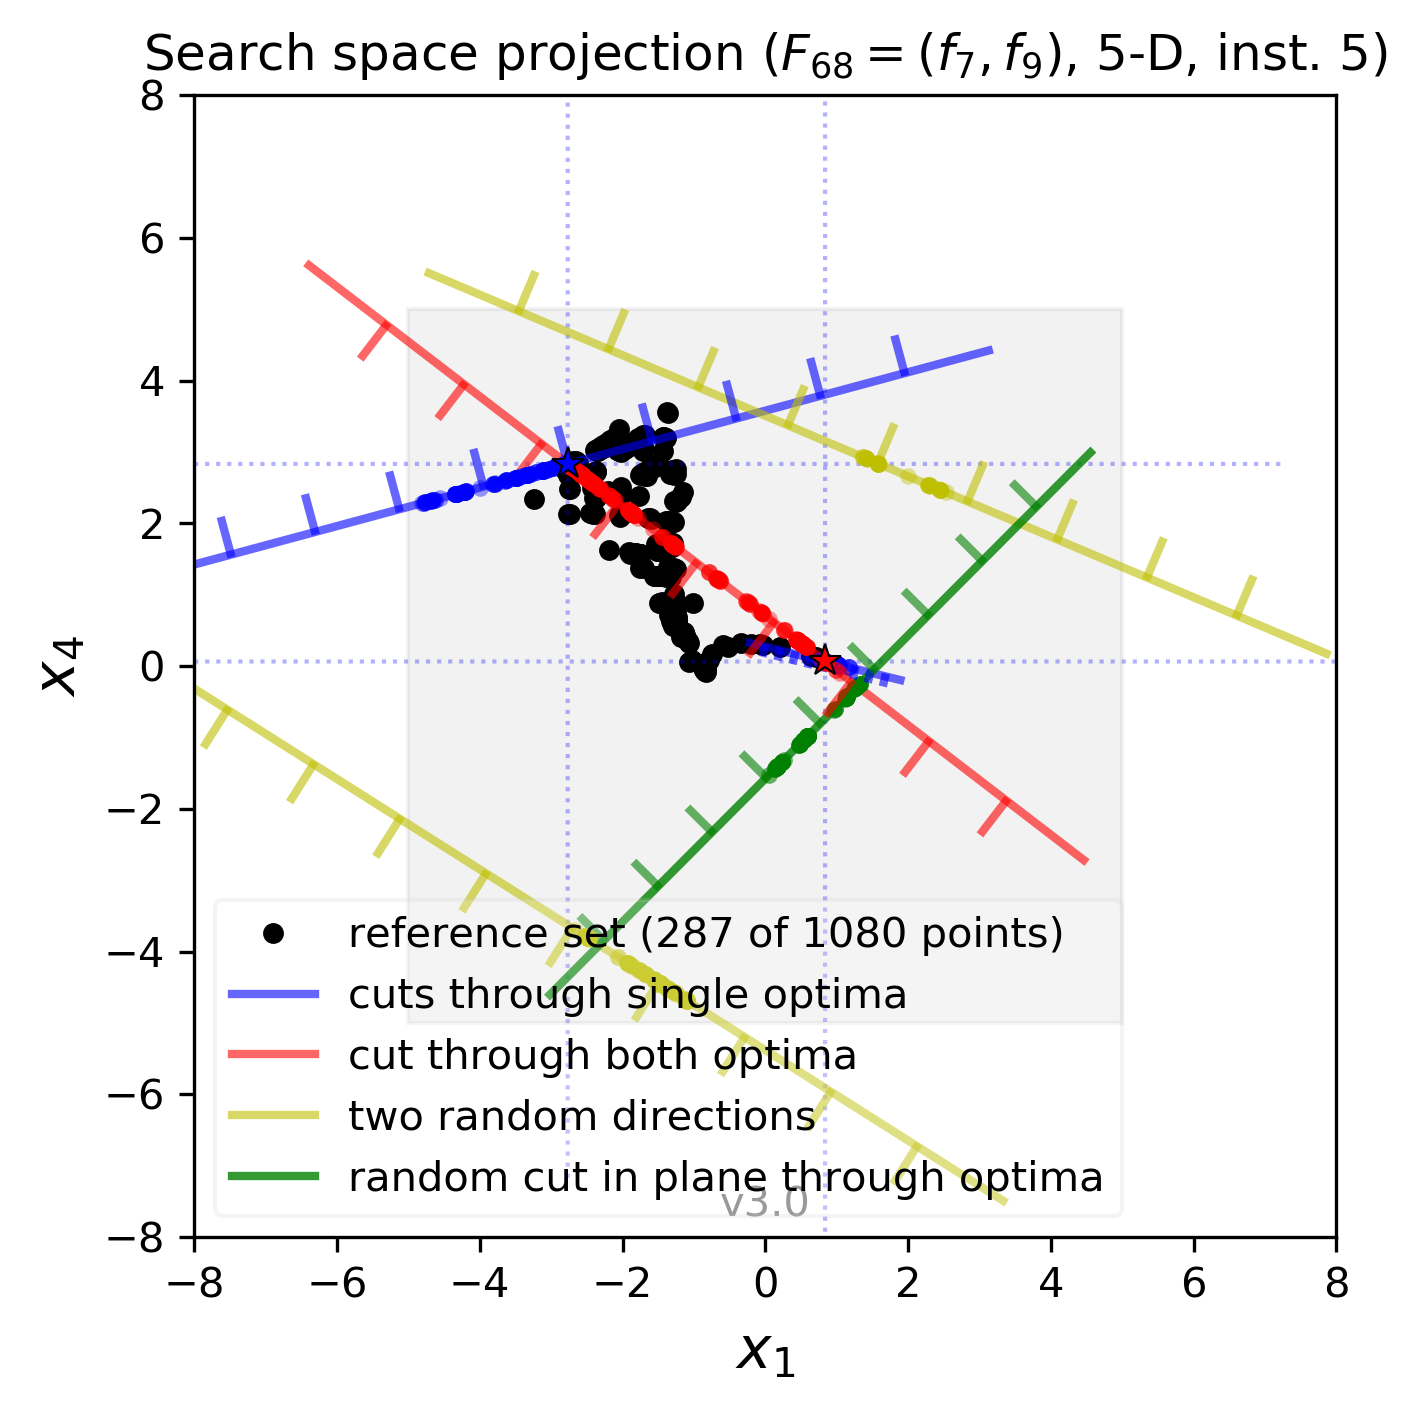 Search space projection (F68 = (f7, f9), 5-D, inst. 5)
8
6
4
2
0
−2
−4
−6
−8
x4
reference set (287 of 1080 points)
cuts through single optima
cut through both optima
two random directions
random cut in plane through optima
v3.0
−8 −6 −4 −2 0 2 4 6 8
x1